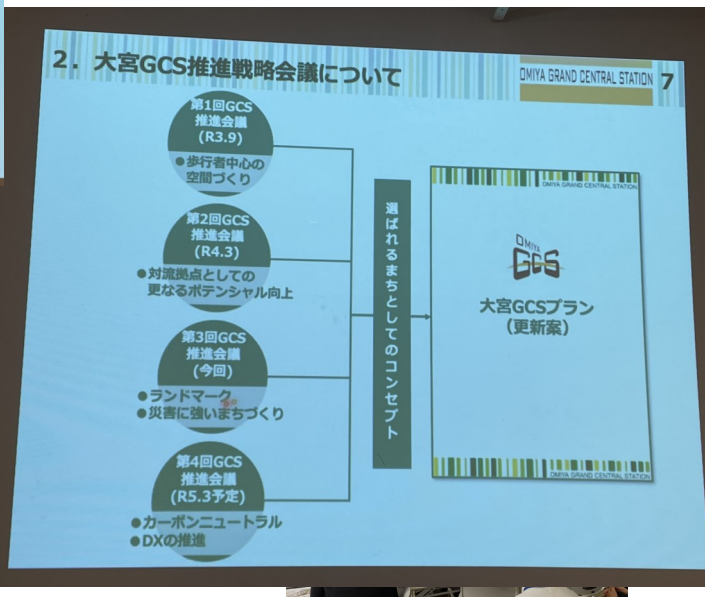 2. 大宮GCS推進戦略会議について
OMIYA GRAND CENTRAL STATION
7
第1回GCS
推進会議
(R3.9)
●歩行者中心の
空間づくり
第2回GCS
推進会議
(R4.3)
●対流拠点としての
更なるポテンシャル向上
第3回GCS
推進会議
(今回)
●ランドマーク
●災害に強いまちづくり
第4回GCS
推進会議
(R5.3予定)
●カーボンニュートラル
●DXの推進
選ばれるまちとしてのコンセプト
OMIYA GRAND CENTRAL STATION
OMIYA
GCS
大宮GCSプラン
(更新案)
OMIYA GRAND CENTRAL STATION